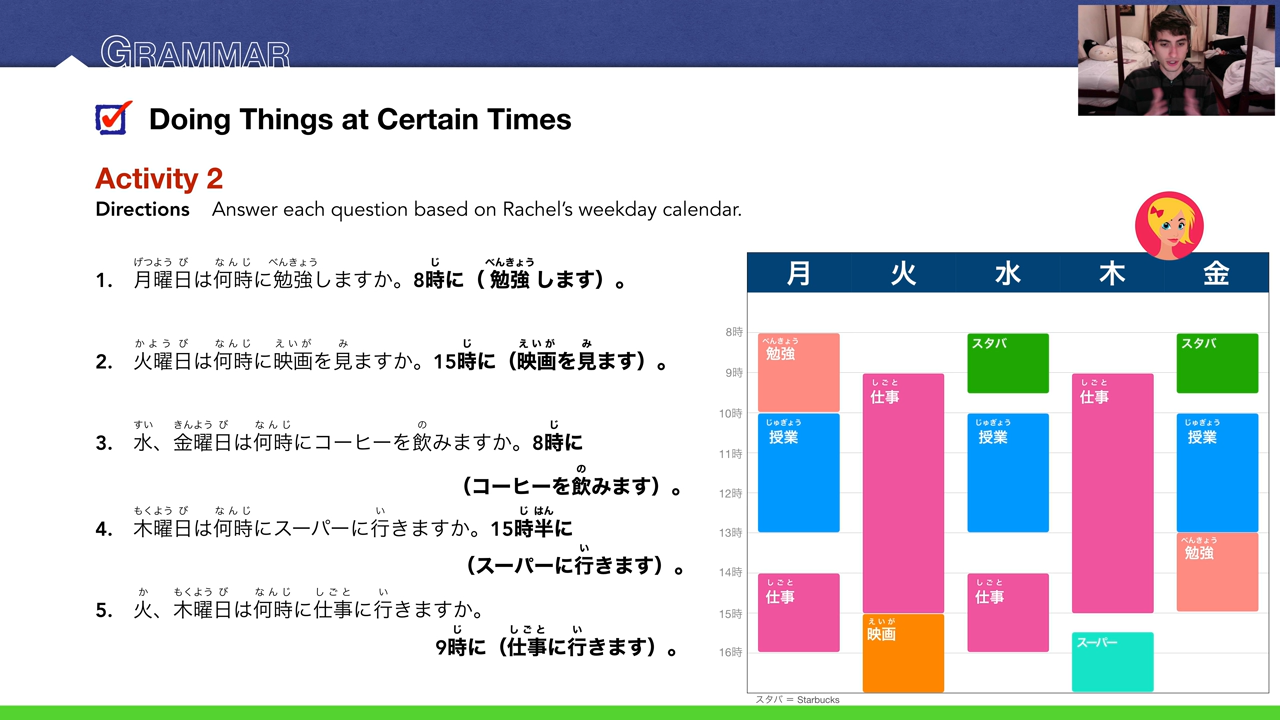 GRAMMAR
Doing Things at Certain Times
Activity 2
Directions Answer each question based on Rachel's weekday calendar.
げつよう び なんじ べんきょう じ べんきょう
1. 月曜日は何時に勉強しますか。8時に（勉強します）。
かよう び なんじ えいが み じ えいが み
2. 火曜日は何時に映画を見ますか。15時に（映画を見ます）。
すい きんよう び なんじ の じ
3. 水、金曜日は何時にコーヒーを飲みますか。8時に
の
（コーヒーを飲みます）。
もくよう び なんじ い じ はん
4. 木曜日は何時にスーパーに行きますか。15時半に
い
（スーパーに行きます）。
か もくよう び なんじ しごと い
5. 火、木曜日は何時に仕事に行きますか。
じ しごと い
9時に（仕事に行きます）。
月 火 水 木 金
8時
9時
10時
11時
12時
13時
14時
15時
16時
べんきょう
勉強
じゅぎょう
授業
しごと
仕事
しごと
仕事
えいが
映画
スタバ
じゅぎょう
授業
しごと
仕事
しごと
仕事
スーパー
スタバ
じゅぎょう
授業
べんきょう
勉強
スタバ ＝ Starbucks